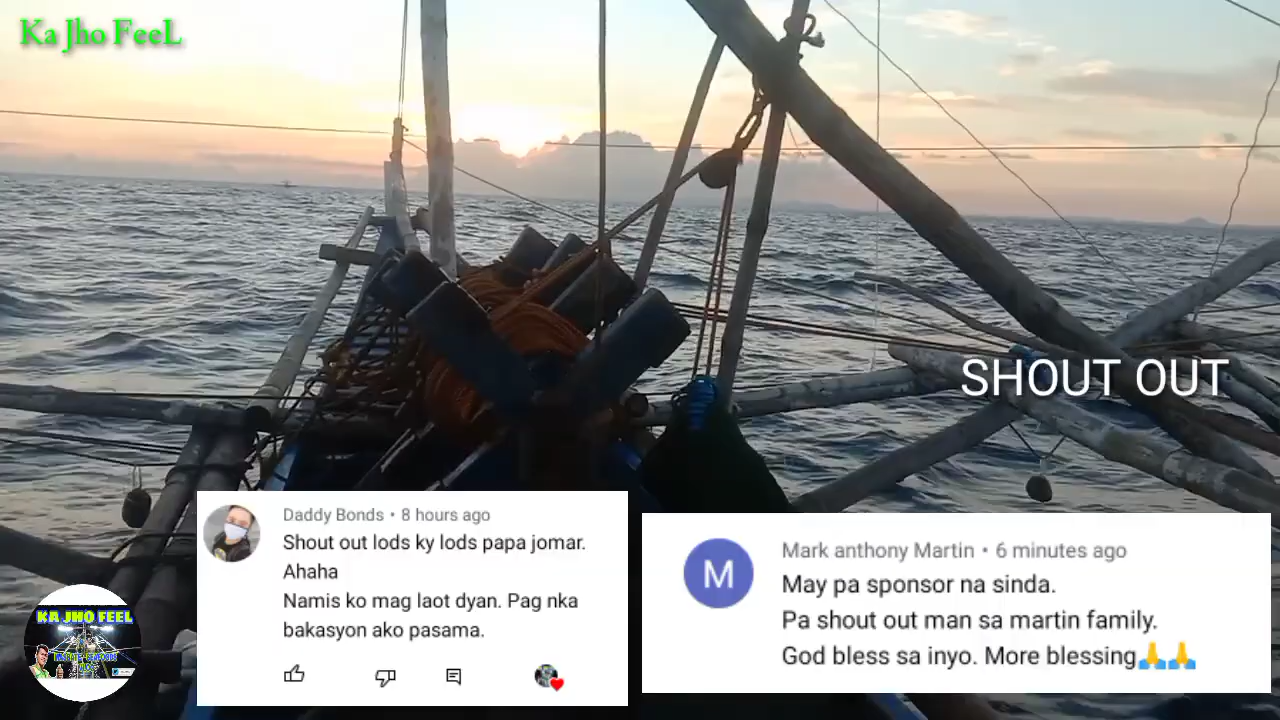 Ka Jho FeeL
SHOUT OUT
Daddy Bonds • 8 hours ago
Shout out lods ky lods papa jomar.
Ahaha
Namis ko mag laot dyan. Pag nka
bakasyon ako pasama.
Mark anthony Martin • 6 minutes ago
M
May pa sponsor na sinda.
Pa shout out man sa martin family.
God bless sa inyo. More blessing🙏🙏
KA JHO FEEL